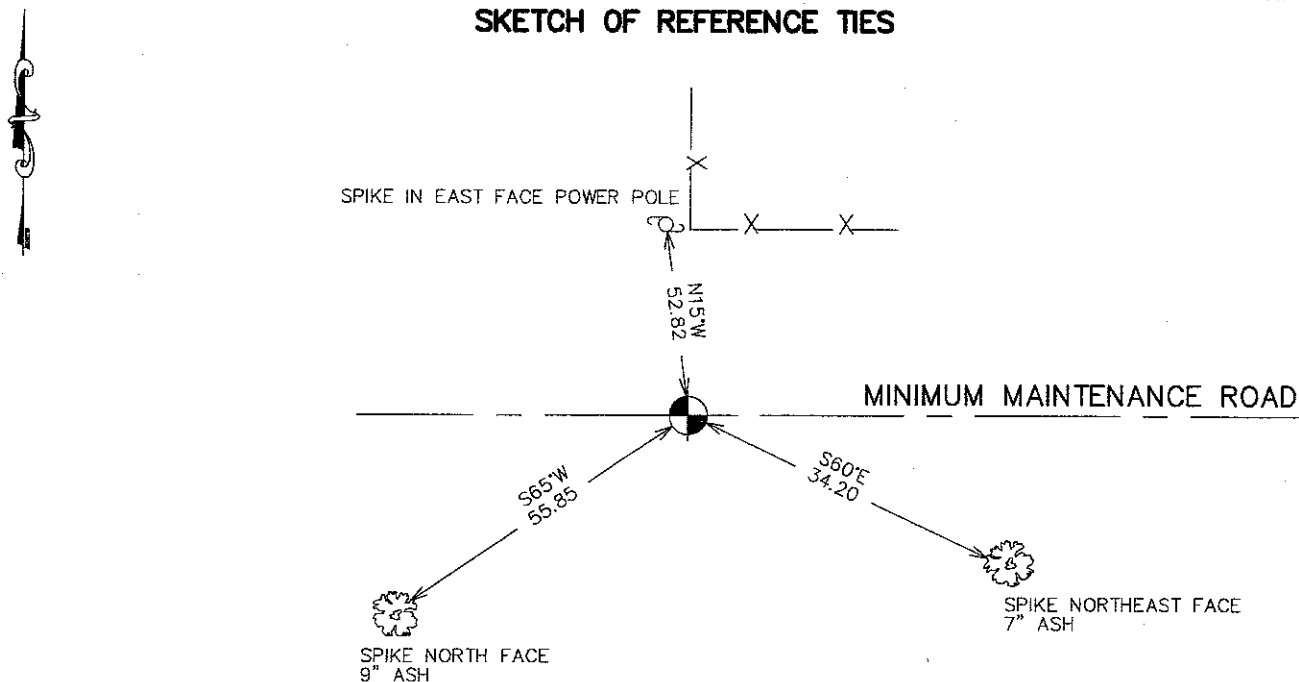 SKETCH OF REFERENCE TIES
SPIKE IN EAST FACE POWER POLE
N15°W
52.82
MINIMUM MAINTENANCE ROAD
S65°W
55.85
S60°E
34.20
SPIKE NORTHEAST FACE
7" ASH
SPIKE NORTH FACE
9" ASH